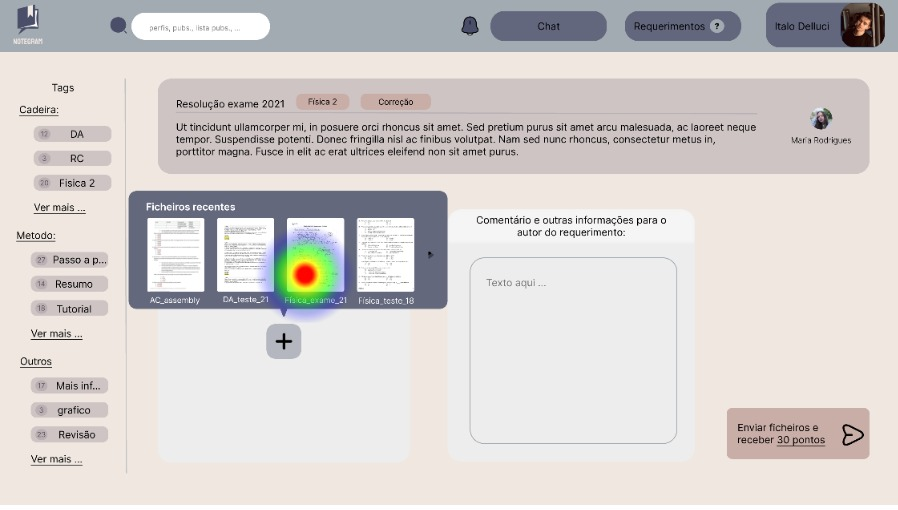 NOTEGRAM
perfis, pubs., lista pubs., ...
Chat
Requerimentos ?
Italo Delluci
Tags
Cadeira:
12 DA
3 RC
20 Física 2
Ver mais ...
Metodo:
27 Passo a p...
14 Resumo
18 Tutorial
Ver mais ...
Outros
17 Mais inf...
3 grafico
23 Revisão
Ver mais ...
Resolução exame 2021 Física 2 Correção
Ut tincidunt ullamcorper mi, in posuere orci rhoncus sit amet. Sed pretium purus sit amet arcu malesuada, ac laoreet neque
tempor. Suspendisse potenti. Donec fringilla nisl ac finibus volutpat. Nam sed nunc rhoncus, consectetur metus in,
porttitor magna. Fusce in elit ac erat ultrices eleifend non sit amet purus.
Maria Rodrigues
Ficheiros recentes
AC_assembly
DA_teste_21
Física_exame_21
Física_teste_18
Comentário e outras informações para o
autor do requerimento:
Texto aqui ...
Enviar ficheiros e
receber 30 pontos